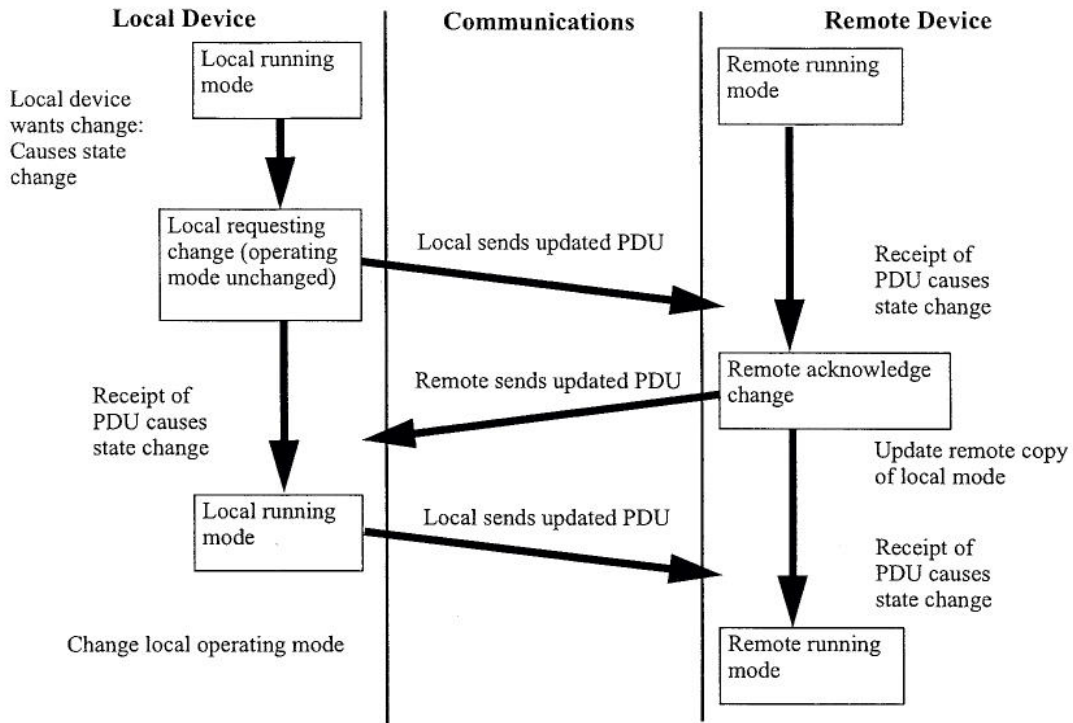 Local Device
Communications
Remote Device
Local running
mode
Remote running
mode
Local device
wants change:
Causes state
change
Local requesting
change (operating
mode unchanged)
Local sends updated PDU
Receipt of
PDU causes
state change
Remote sends updated PDU
Remote acknowledge
change
Receipt of
PDU causes
state change
Update remote copy
of local mode
Local running
mode
Local sends updated PDU
Receipt of
PDU causes
state change
Change local operating mode
Remote running
mode